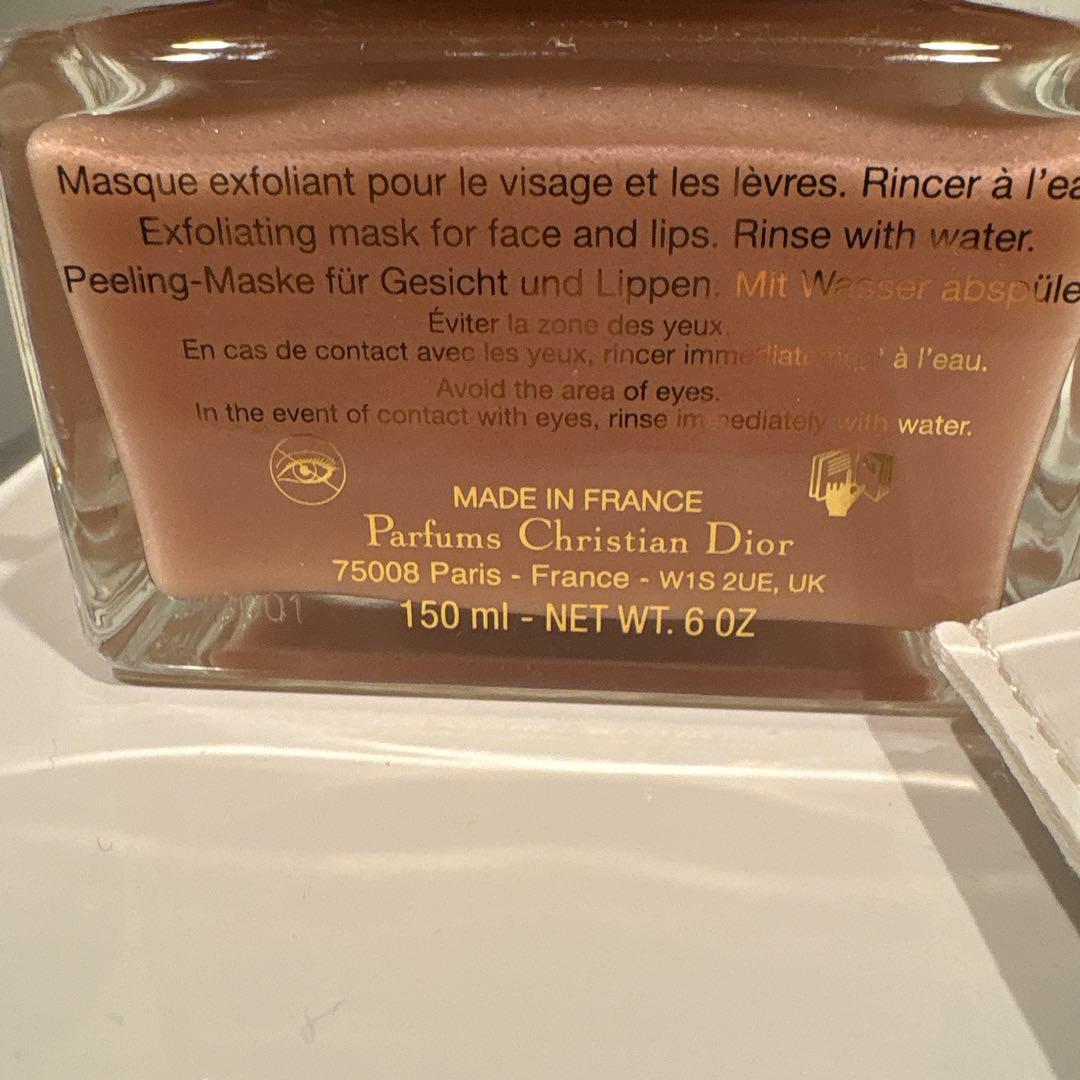 Masque exfoliant pour le visage et les lèvres. Rincer à l'ea
Exfoliating mask for face and lips. Rinse with water.
Peeling-Maske für Gesicht und Lippen. Mit Wasser abspüle
Éviter la zone des yeux.
En cas de contact avec les yeux, rincer immédiatement à l'eau.
Avoid the area of eyes.
In the event of contact with eyes, rinse immediately with water.
MADE IN FRANCE
Parfums Christian Dior
75008 Paris - France - W1S 2UE, UK
150 ml - NET WT. 6 OZ